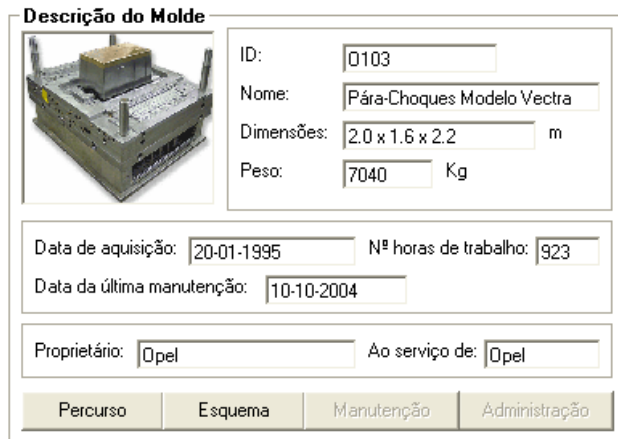 Descrição do Molde
ID: 0103
Nome: Pára-Choques Modelo Vectra
Dimensões: 2.0 x 1.6 x 2.2 m
Peso: 7040 Kg
Data de aquisição: 20-01-1995 Nº horas de trabalho: 923
Data da última manutenção: 10-10-2004
Proprietário: Opel Ao serviço de: Opel
Percurso Esquema Manutenção Administração